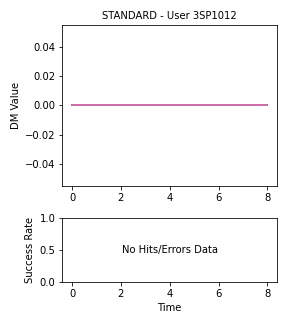 STANDARD - User 3SP1012
DM Value
0.04
0.02
0.00
−0.02
−0.04
0 2 4 6 8
Success Rate
1.0
0.5
0.0
No Hits/Errors Data
0 2 4 6 8
Time